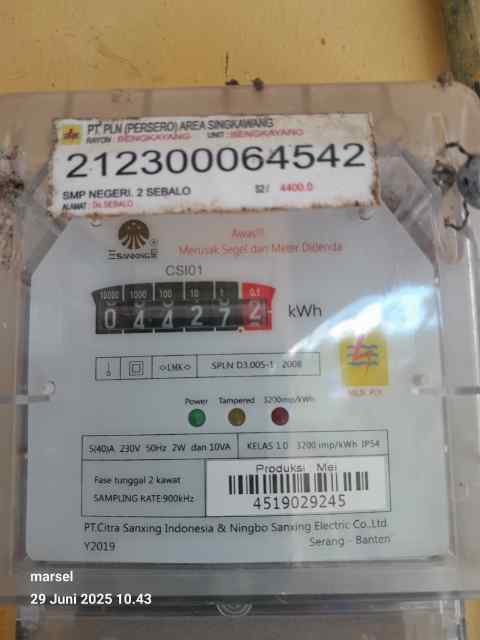 PT. PLN (PERSERO) AREA SINGKAWANG
RAYON : BENGKAYANG UNIT : BENGKAYANG
212300064542
SMP NEGERI. 2 SEBALO S2 / 4400.0
ALAMAT : Ds SEBALO
SANXING
Awas!!!
Merusak Segel dan Meter Didenda
CSI01
10000 1000 100 10 1 0.1
0 4 4 2 7 2 kWh
<LMK> SPLN D3.005-1 : 2008
Milik PLN
Power Tampered 3200imp/kWh
5(40)A 230V 50Hz 2W dan 10VA KELAS 1.0 3200 imp/kWh IP54
Fase tunggal 2 kawat
SAMPLING RATE:900kHz
Produksi Mei
4519029245
PT.Citra Sanxing Indonesia & Ningbo Sanxing Electric Co.,Ltd.
Y2019 Serang - Banten
marsel
29 Juni 2025 10.43